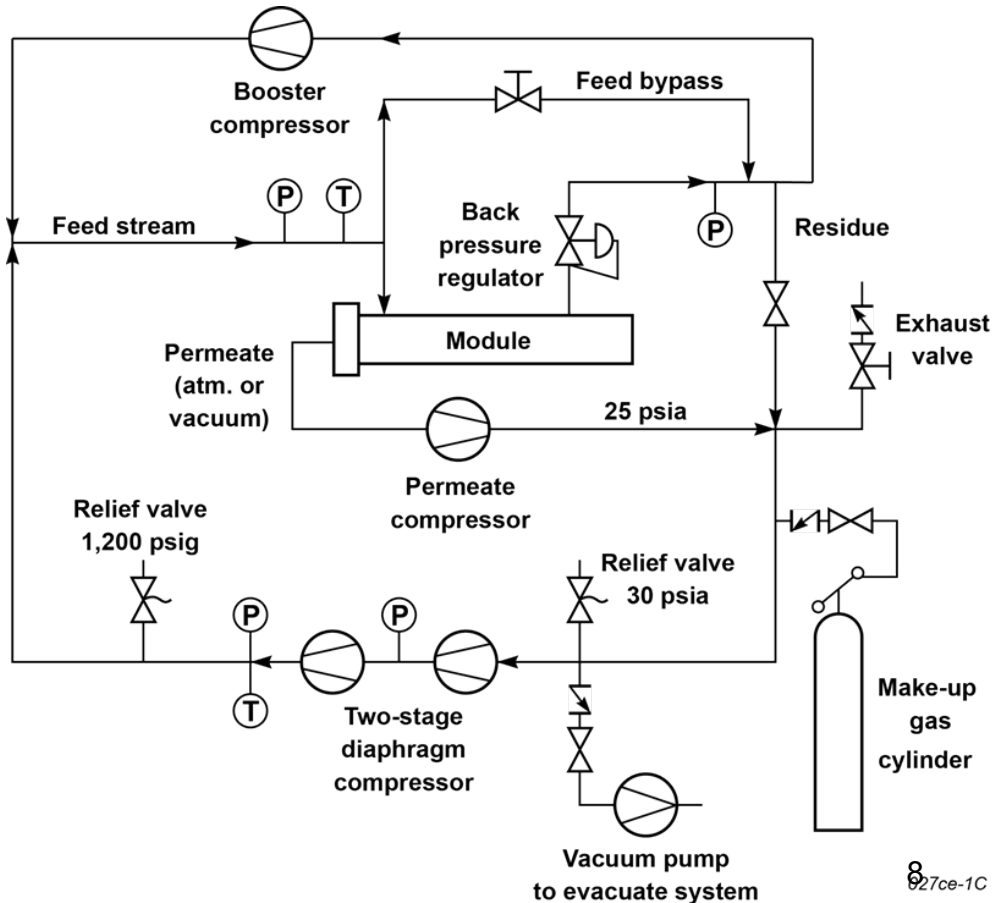 Booster
compressor
Feed bypass
P
T
Feed stream
Back
pressure
regulator
P
Residue
Module
Exhaust
valve
Permeate
(atm. or
vacuum)
25 psia
Permeate
compressor
Relief valve
1,200 psig
Relief valve
30 psia
P
P
T
Two-stage
diaphragm
compressor
Make-up
gas
cylinder
Vacuum pump
to evacuate system
8
027ce-1C